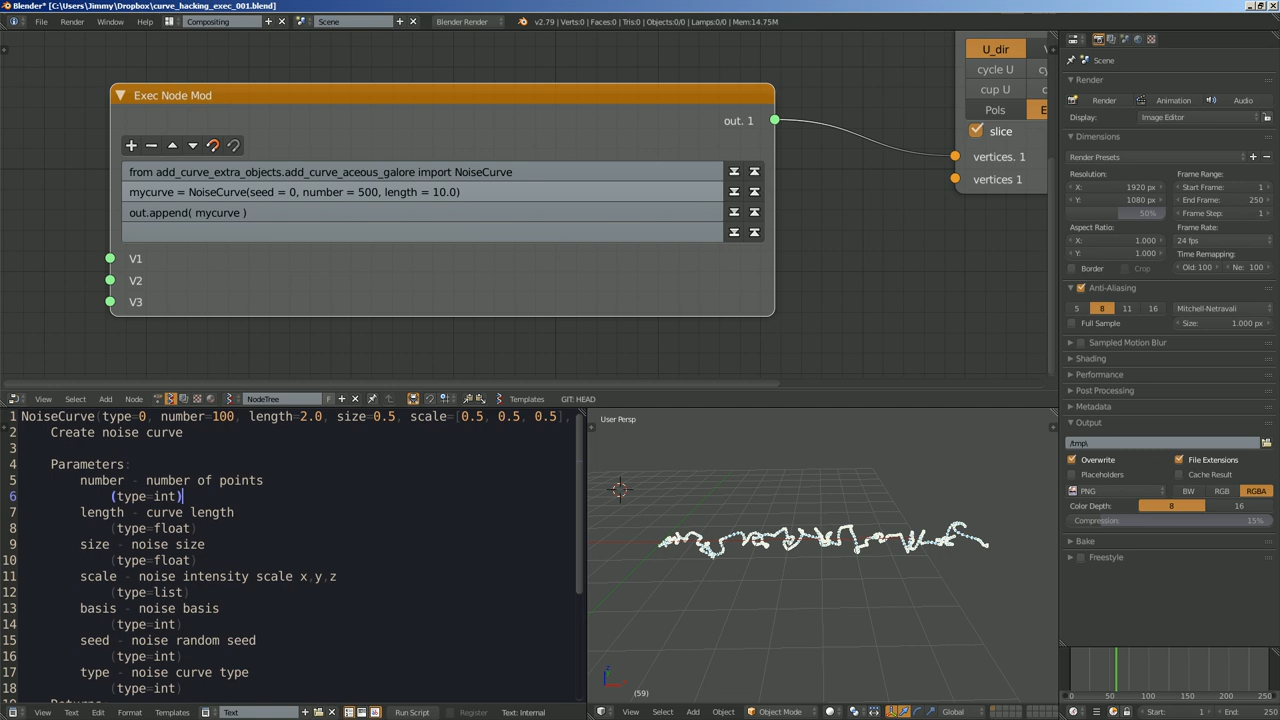 Blender* [C:\Users\Jimmy\Dropbox\curve_hacking_exec_001.blend]
File Render Window Help Compositing Scene Blender Render v2.79 | Verts:0 | Faces:0 | Tris:0 | Objects:0/0 | Lamps:0/0 | Mem:14.75M
Exec Node Mod
out. 1
from add_curve_extra_objects.add_curve_aceous_galore import NoiseCurve
mycurve = NoiseCurve(seed = 0, number = 500, length = 10.0)
out.append( mycurve )
V1
V2
V3
U_dir
cycle U
cup U
Pols
slice
vertices. 1
vertices 1
View Select Add Node NodeTree F Templates GIT: HEAD
1 NoiseCurve(type=0, number=100, length=2.0, size=0.5, scale=[0.5, 0.5, 0.5],
2 Create noise curve
3
4 Parameters:
5 number - number of points
6 (type=int)
7 length - curve length
8 (type=float)
9 size - noise size
10 (type=float)
11 scale - noise intensity scale x,y,z
12 (type=list)
13 basis - noise basis
14 (type=int)
15 seed - noise random seed
16 (type=int)
17 type - noise curve type
18 (type=int)
View Text Edit Format Templates Text Run Script Register Text: Internal
User Persp
(59)
View Select Add Object Object Mode Global
Scene
Render
Render Animation Audio
Display: Image Editor
Dimensions
Render Presets
Resolution: Frame Range:
X: 1920 px Start Frame: 1
Y: 1080 px End Frame: 250
50% Frame Step: 1
Aspect Ratio: Frame Rate:
X: 1.000 24 fps
Y: 1.000 Time Remapping:
Border Crop Old: 100 Ne: 100
Anti-Aliasing
5 8 11 16 Mitchell-Netravali
Full Sample Size: 1.000 px
Sampled Motion Blur
Shading
Performance
Post Processing
Metadata
Output
/tmp\
Overwrite File Extensions
Placeholders Cache Result
PNG BW RGB RGBA
Color Depth: 8 16
Compression: 15%
Bake
Freestyle
0 50 100 150 200 250
Start: 1 End: 250